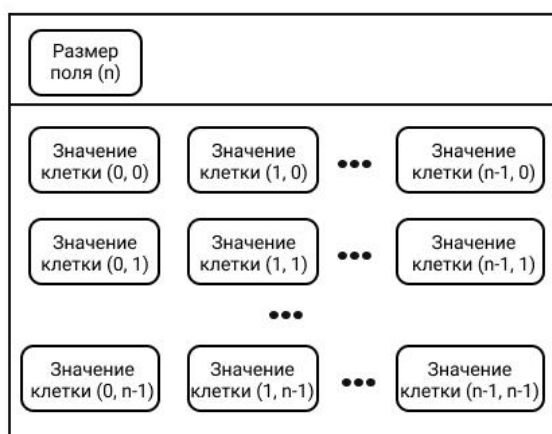 Размер
поля (n)
Значение
клетки (0, 0)
Значение
клетки (1, 0)
•••
Значение
клетки (n-1, 0)
Значение
клетки (0, 1)
Значение
клетки (1, 1)
•••
Значение
клетки (n-1, 1)
•••
Значение
клетки (0, n-1)
Значение
клетки (1, n-1)
•••
Значение
клетки (n-1, n-1)